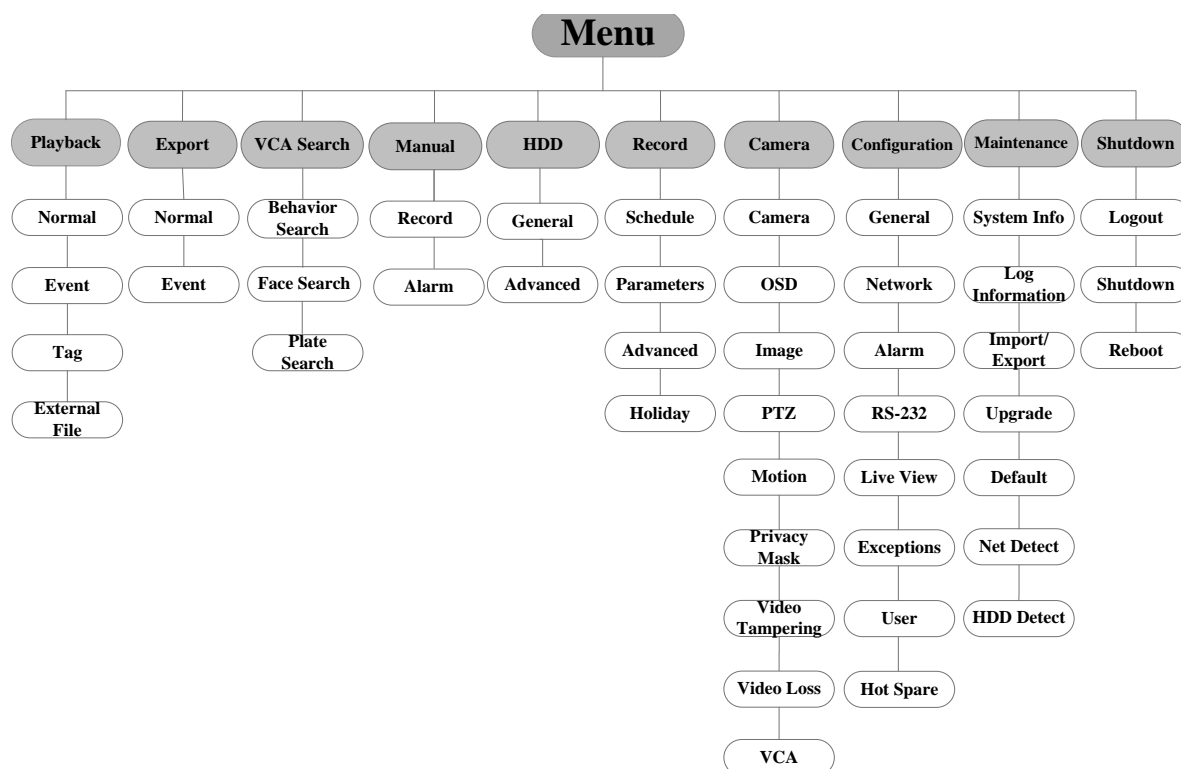 Menu
Playback
Export
VCA Search
Manual
HDD
Record
Camera
Configuration
Maintenance
Shutdown
Normal
Normal
Behavior
Search
Record
General
Schedule
Camera
General
System Info
Logout
Event
Event
Face Search
Alarm
Advanced
Parameters
OSD
Network
Log
Information
Shutdown
Tag
Plate
Search
Advanced
Image
Alarm
Import/
Export
Reboot
External
File
Holiday
PTZ
RS-232
Upgrade
Motion
Live View
Default
Privacy
Mask
Exceptions
Net Detect
Video
Tampering
User
HDD Detect
Video Loss
Hot Spare
VCA